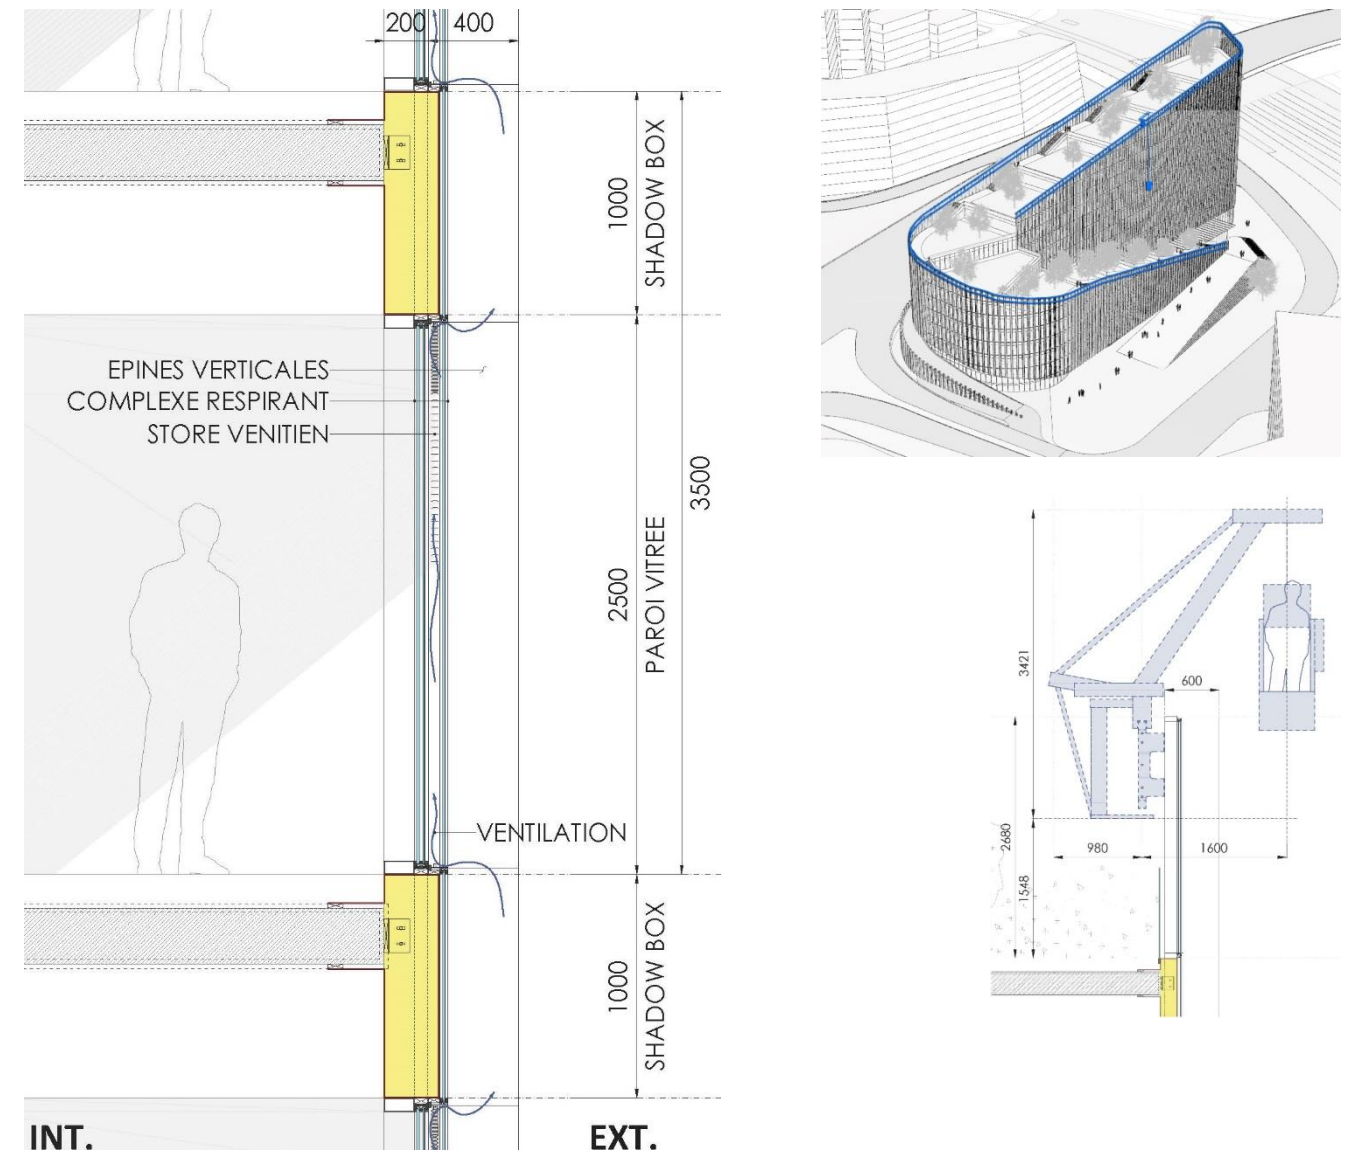 200
400
1000
SHADOW BOX
EPINES VERTICALES
COMPLEXE RESPIRANT
STORE VENITIEN
3500
2500
PAROI VITREE
VENTILATION
1000
SHADOW BOX
INT.
EXT.
3421
600
2680
980
1600
1548